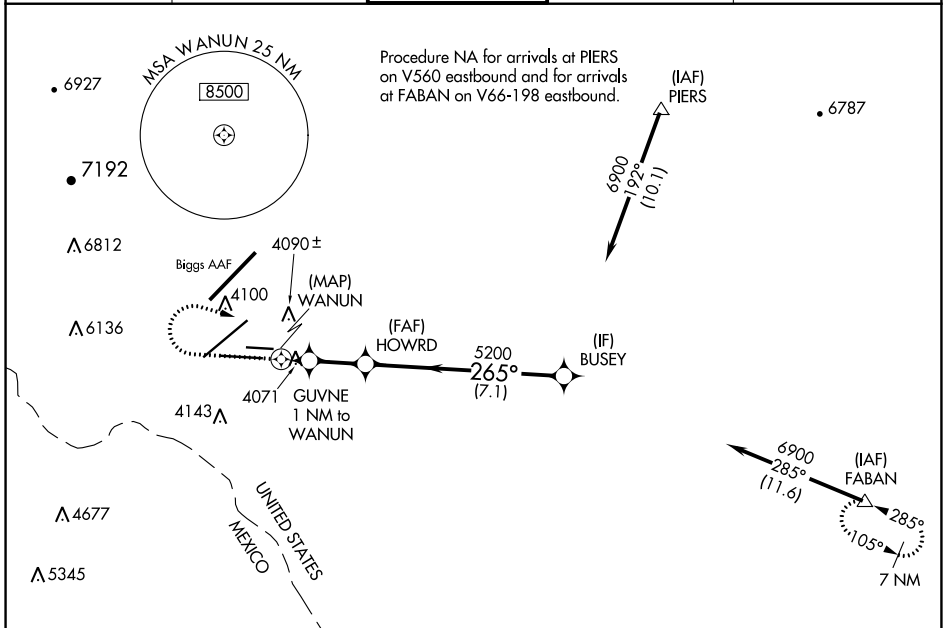 MSA WANUN 25 NM
8500
Procedure NA for arrivals at PIERS
on V560 eastbound and for arrivals
at FABAN on V66-198 eastbound.
(IAF)
PIERS
6927
6787
7192
6900
192°
(10.1)
6812
4090±
Biggs AAF
(MAP)
WANUN
4100
6136
(FAF)
HOWRD
(IF)
BUSEY
5200
265°
(7.1)
4071
GUVNE
1 NM to
WANUN
4143
6900
285°
(11.6)
(IAF)
FABAN
285°
105°
7 NM
4677
UNITED STATES
MEXICO
5345